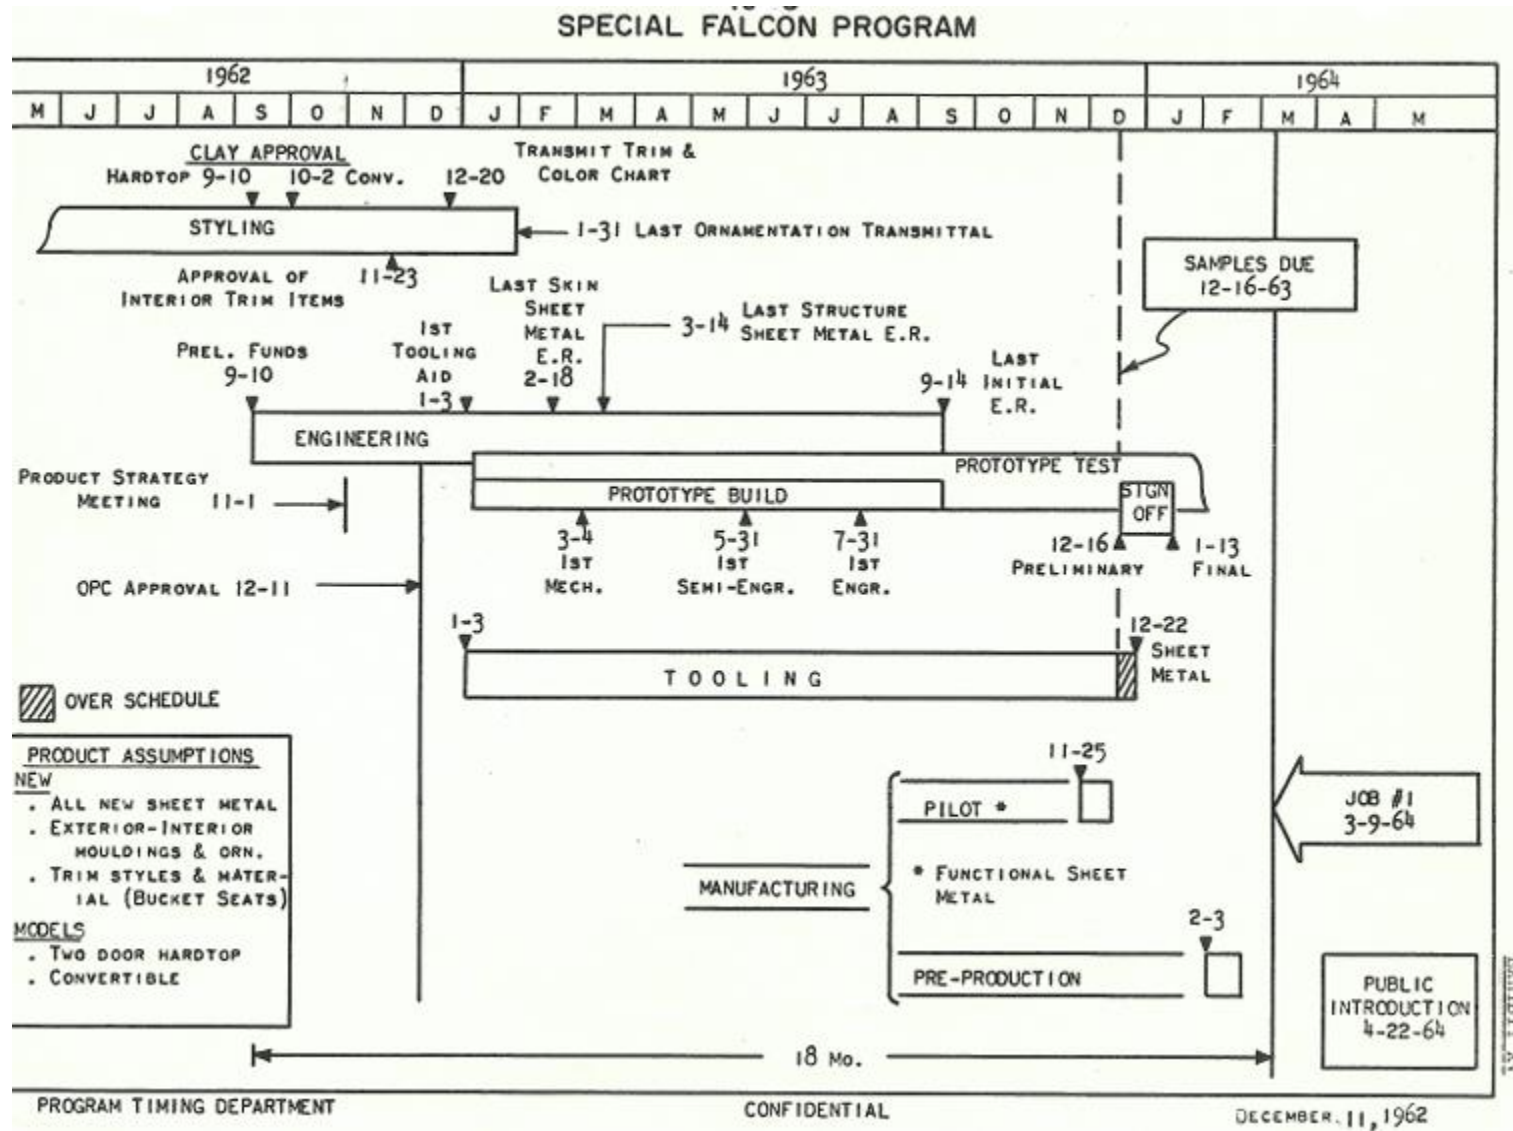 SPECIAL FALCON PROGRAM
1962 1963 1964
M J J A S O N D J F M A M J J A S O N D J F M A M
CLAY APPROVAL
HARDTOP 9-10 10-2 CONV. 12-20
TRANSMIT TRIM &
COLOR CHART
STYLING
1-31 LAST ORNAMENTATION TRANSMITTAL
APPROVAL OF
INTERIOR TRIM ITEMS
11-23
SAMPLES DUE
12-16-63
PREL. FUNDS
9-10
1ST
TOOLING
AID
1-3
LAST SKIN
SHEET
METAL
E.R.
2-18
3-14 LAST STRUCTURE
SHEET METAL E.R.
9-14 LAST
INITIAL
E.R.
ENGINEERING
PROTOTYPE TEST
PRODUCT STRATEGY
MEETING 11-1
PROTOTYPE BUILD
SIGN
OFF
3-4
1ST
MECH.
5-31
1ST
SEMI-ENGR.
7-31
1ST
ENGR.
12-16
PRELIMINARY
1-13
FINAL
OPC APPROVAL 12-11
1-3
TOOLING
12-22
SHEET
METAL
OVER SCHEDULE
PRODUCT ASSUMPTIONS
NEW
. ALL NEW SHEET METAL
. EXTERIOR-INTERIOR
MOULDINGS & ORN.
. TRIM STYLES & MATER-
IAL (BUCKET SEATS)
MODELS
. TWO DOOR HARDTOP
. CONVERTIBLE
11-25
PILOT *
MANUFACTURING
* FUNCTIONAL SHEET
METAL
2-3
PRE-PRODUCTION
JOB #1
3-9-64
PUBLIC
INTRODUCTION
4-22-64
18 MO.
PROGRAM TIMING DEPARTMENT
CONFIDENTIAL
DECEMBER. 11, 1962